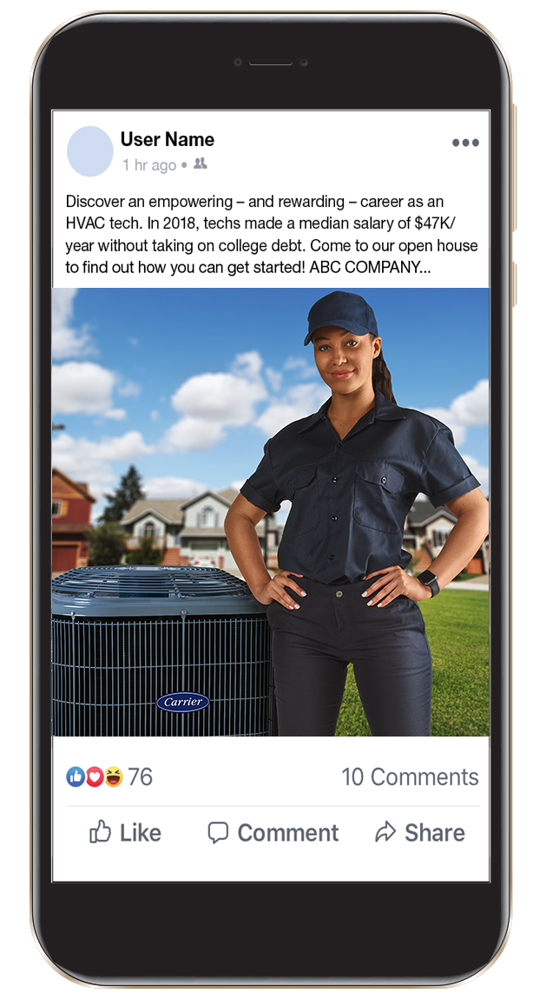 User Name
1 hr ago •
Discover an empowering – and rewarding – career as an
HVAC tech. In 2018, techs made a median salary of $47K/
year without taking on college debt. Come to our open house
to find out how you can get started! ABC COMPANY...
Carrier
76
10 Comments
Like
Comment
Share